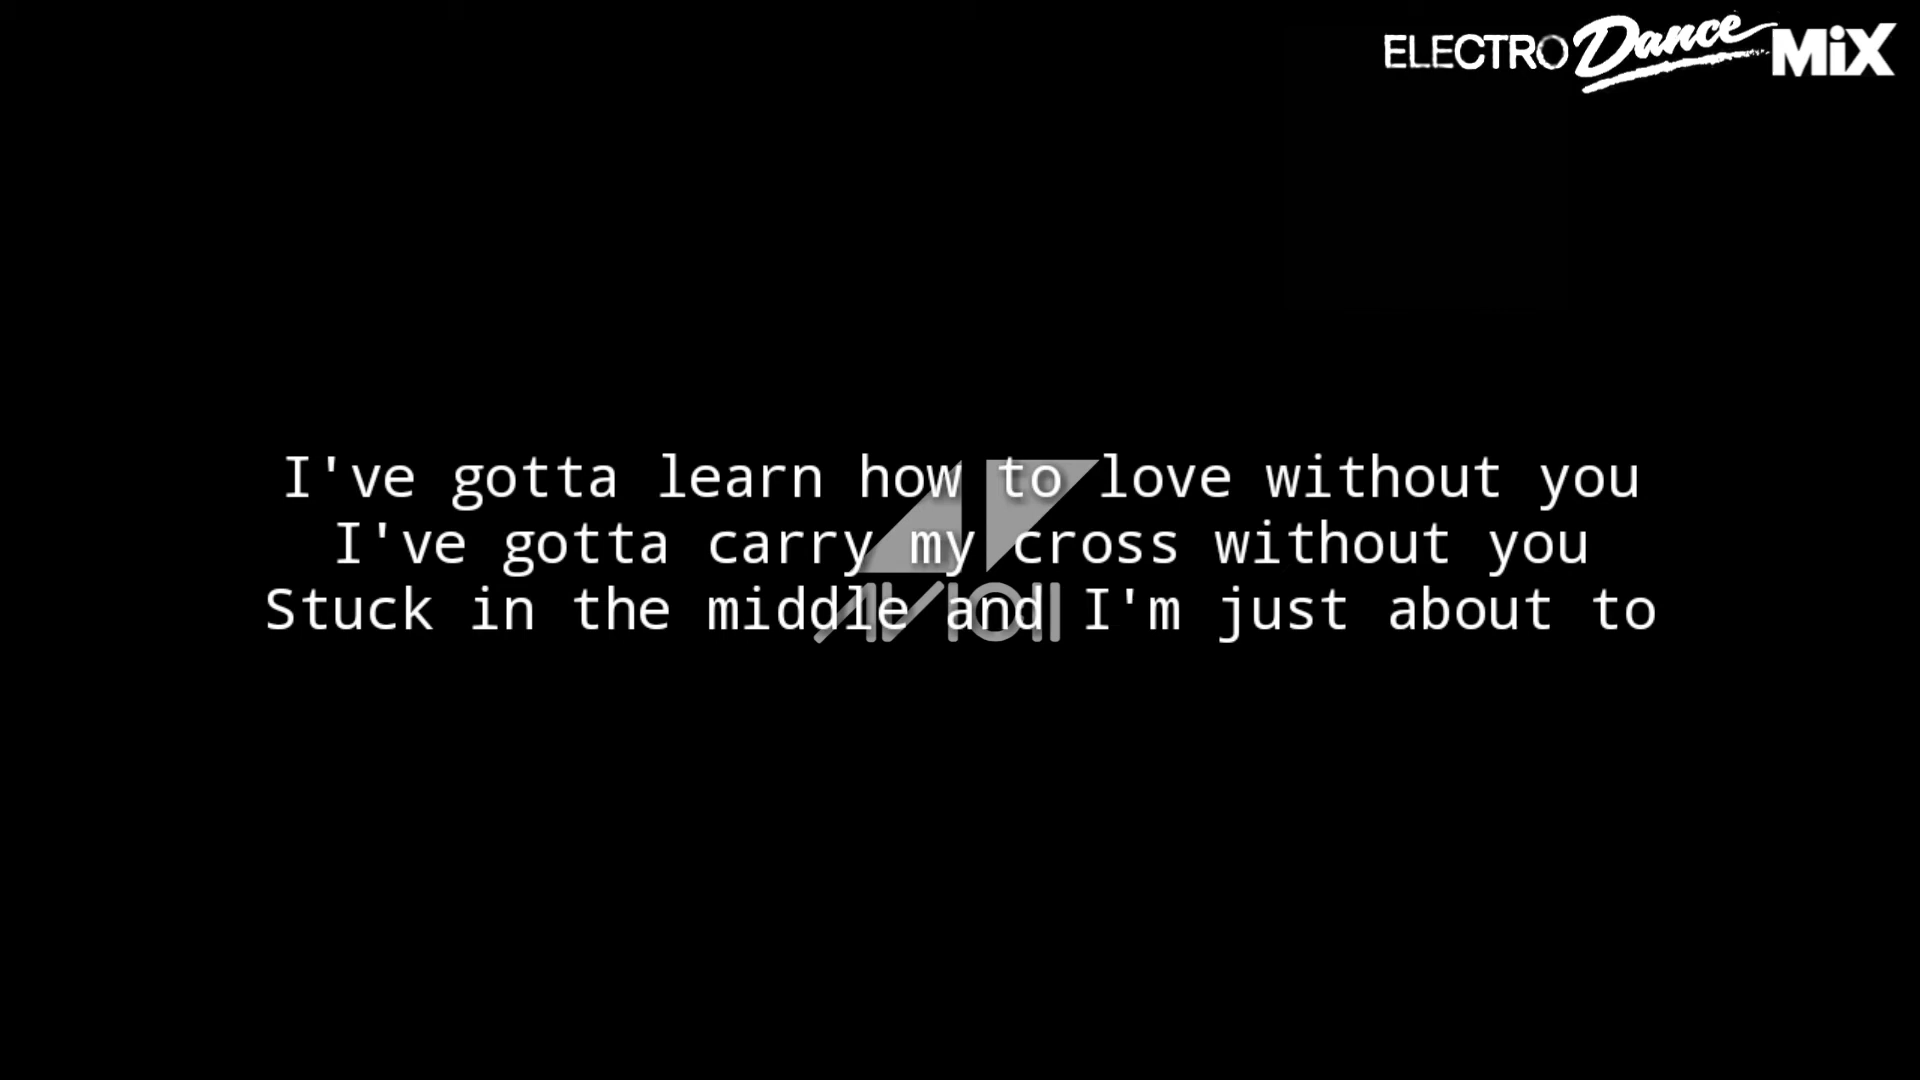 ELECTRO Dance MiX
I've gotta learn how to love without you
I've gotta carry my cross without you
Stuck in the middle and I'm just about to
AVICII